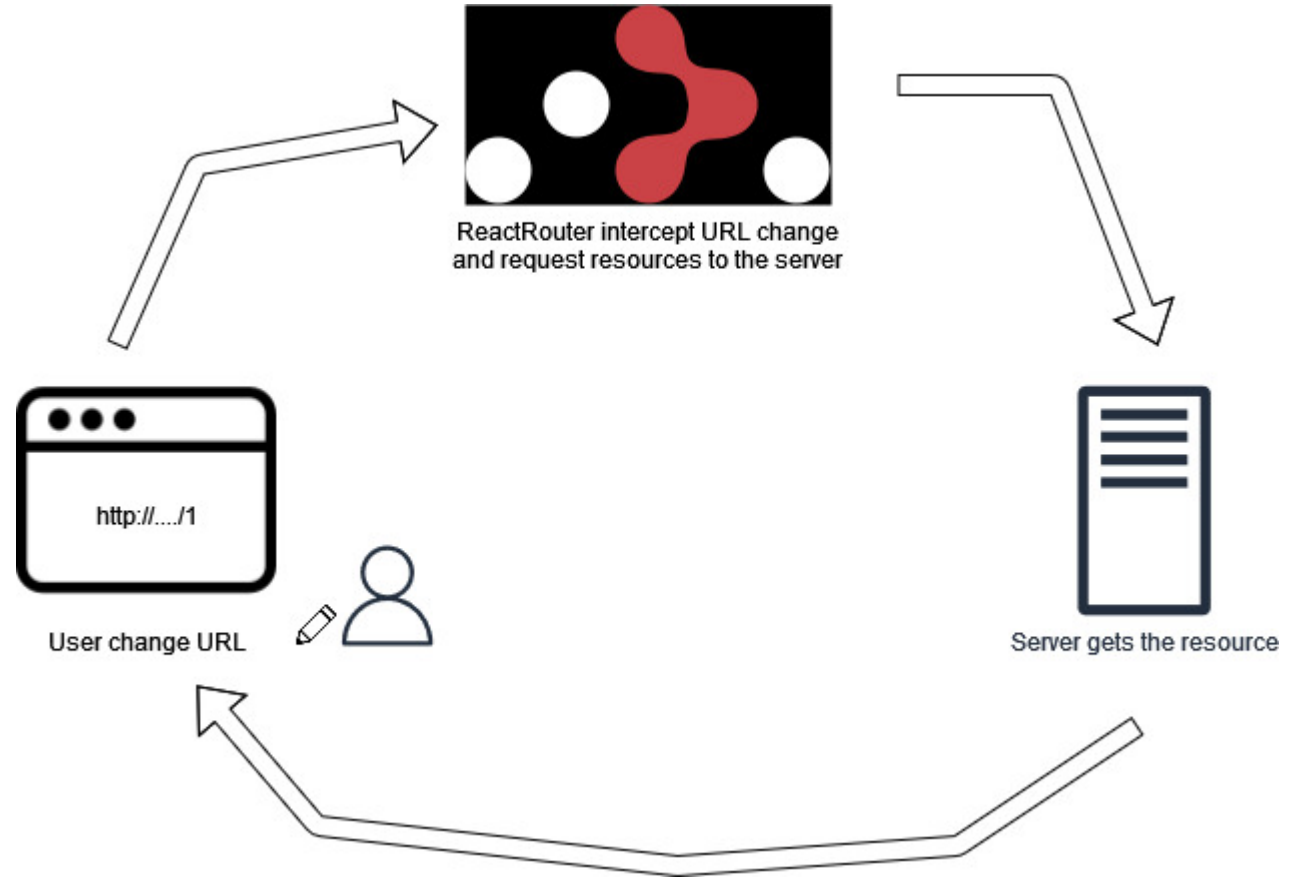 ReactRouter intercept URL change
and request resources to the server
http://..../1
User change URL
Server gets the resource